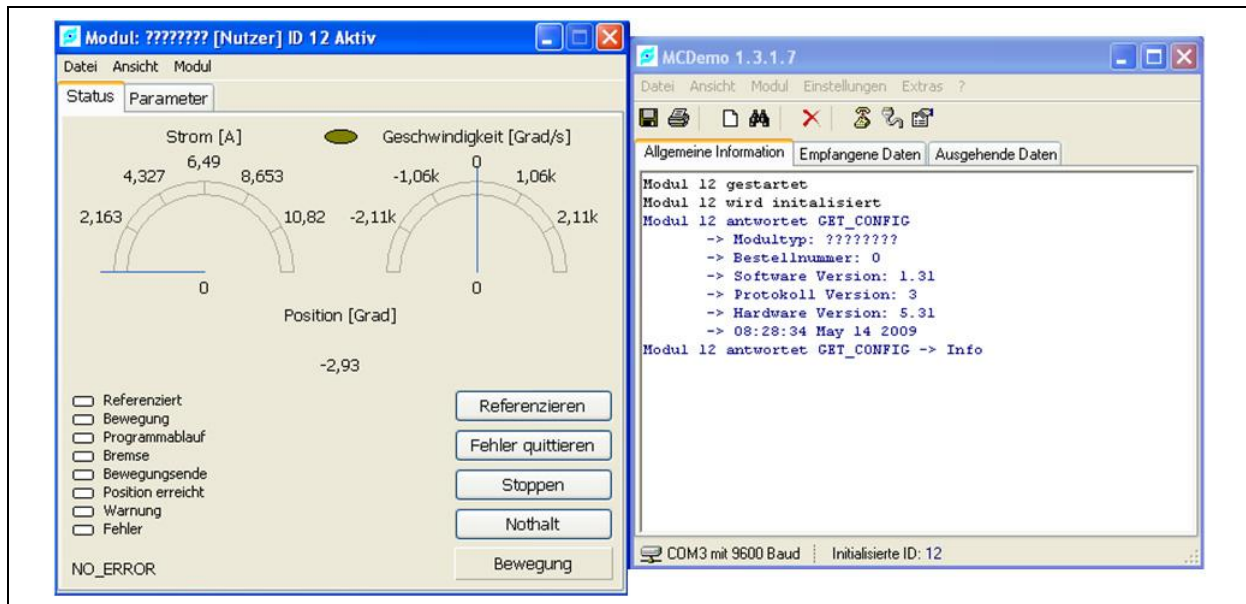 Modul: ???????? [Nutzer] ID 12 Aktiv
Datei Ansicht Modul
Status Parameter
Strom [A]
Geschwindigkeit [Grad/s]
6,49
4,327 8,653
2,163 10,82
0
0
-1,06k 1,06k
-2,11k 2,11k
0
Position [Grad]
-2,93
Referenziert
Bewegung
Programmablauf
Bremse
Bewegungsende
Position erreicht
Warnung
Fehler
NO_ERROR
Referenzieren
Fehler quittieren
Stoppen
Nothalt
Bewegung
MCDemo 1.3.1.7
Datei Ansicht Modul Einstellungen Extras ?
Allgemeine Information Empfangene Daten Ausgehende Daten
Modul 12 gestartet
Modul 12 wird initalisiert
Modul 12 antwortet GET_CONFIG
-> Modultyp: ????????
-> Bestellnummer: 0
-> Software Version: 1.31
-> Protokoll Version: 3
-> Hardware Version: 5.31
-> 08:28:34 May 14 2009
Modul 12 antwortet GET_CONFIG -> Info
COM3 mit 9600 Baud Initialisierte ID: 12